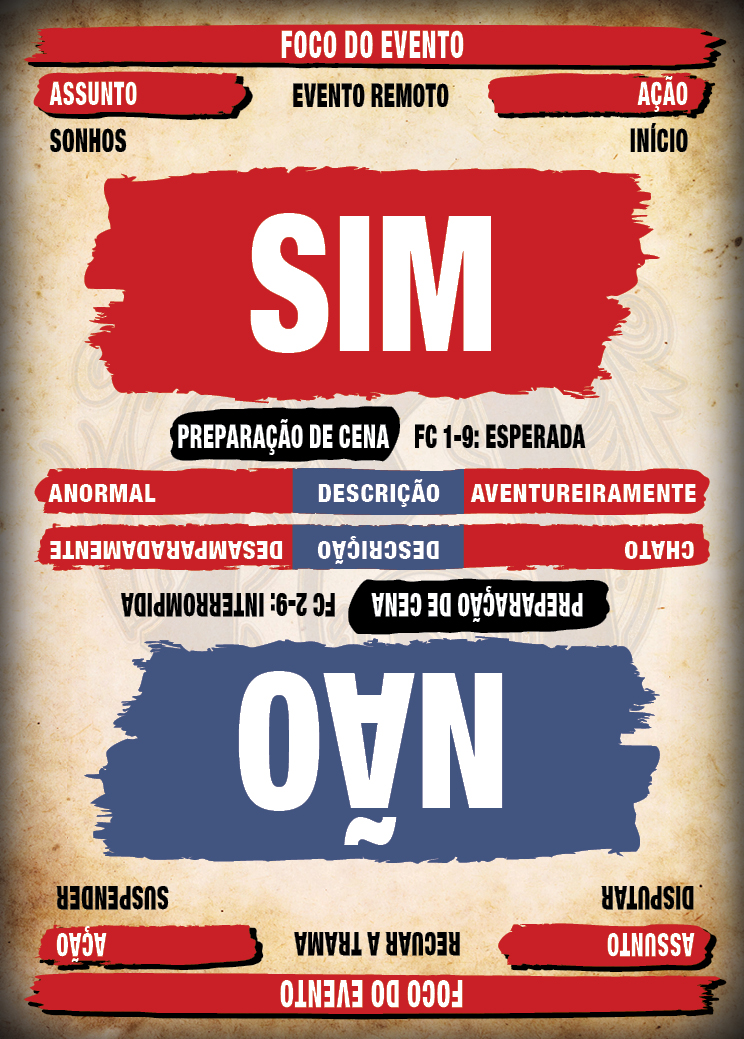 FOCO DO EVENTO
ASSUNTO EVENTO REMOTO AÇÃO
SONHOS INÍCIO
SIM
PREPARAÇÃO DE CENA FC 1-9: ESPERADA
ANORMAL DESCRIÇÃO AVENTUREIRAMENTE
CHATO DESCRIÇÃO DESAMPARADAMENTE
PREPARAÇÃO DE CENA FC 2-9: INTERROMPIDA
NÃO
DISPUTAR SUSPENDER
ASSUNTO RECUAR A TRAMA AÇÃO
FOCO DO EVENTO